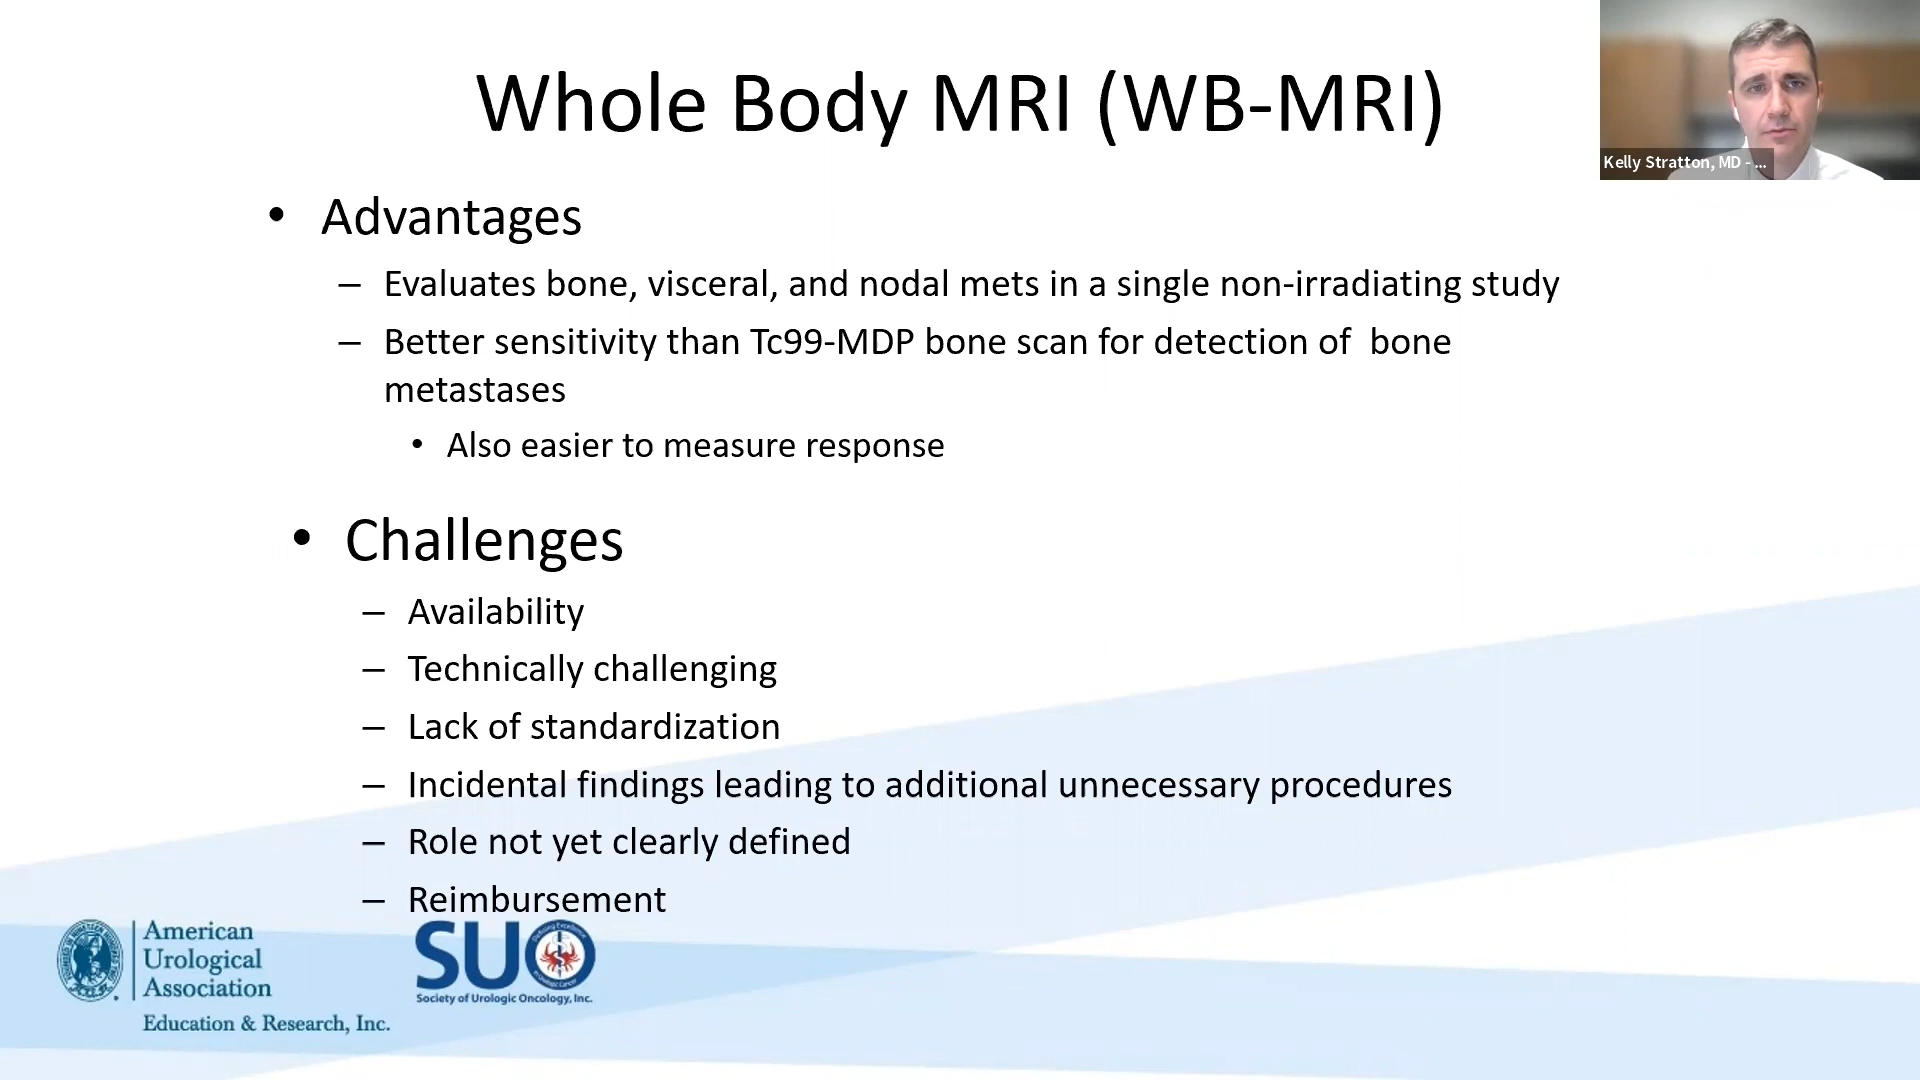 Whole Body MRI (WB-MRI)
Kelly Stratton, MD - ...
• Advantages
– Evaluates bone, visceral, and nodal mets in a single non-irradiating study
– Better sensitivity than Tc99-MDP bone scan for detection of  bone
metastases
• Also easier to measure response
• Challenges
– Availability
– Technically challenging
– Lack of standardization
– Incidental findings leading to additional unnecessary procedures
– Role not yet clearly defined
– Reimbursement
American
Urological
Association
Education & Research, Inc.
SUO
Society of Urologic Oncology, Inc.